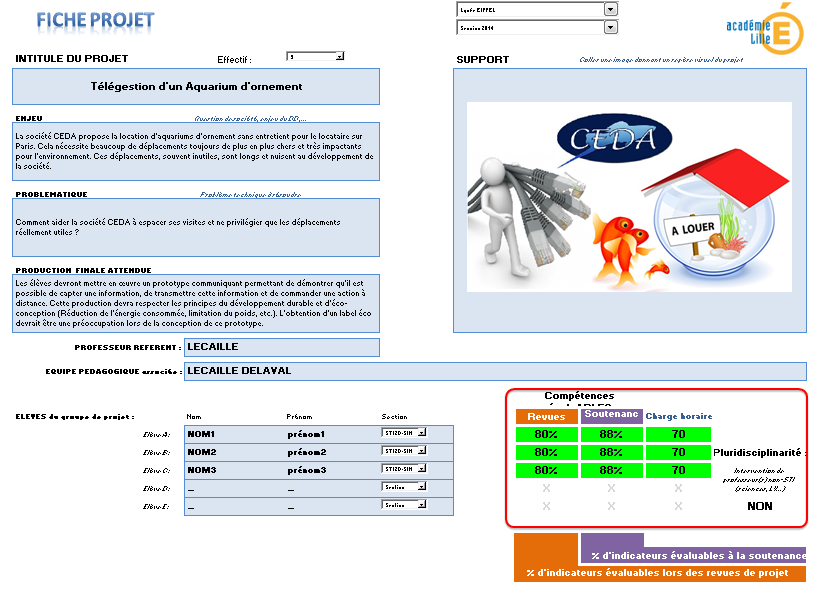 FICHE PROJET
Lycée EIFFEL
Session 2014
académie
Lille
INTITULE DU PROJET
Effectif :
3
SUPPORT
Collez une image donnant un repère visuel du projet
Télégestion d'un Aquarium d'ornement
ENJEU
Question de société, enjeu du DD,...
La société CEDA propose la location d'aquariums d'ornement sans entretient pour le locataire sur
Paris. Cela nécessite beaucoup de déplacements toujours de plus en plus chers et très impactants
pour l'environnement. Ces déplacements, souvent inutiles, sont longs et nuisent au développement de
la société.
CEDA
A LOUER
PROBLEMATIQUE
Problème technique à résoudre
Comment aider la société CEDA à espacer ses visites et ne privilégier que les déplacements
réellement utiles ?
PRODUCTION FINALE ATTENDUE
Les élèves devront mettre en œuvre un prototype communiquant permettant de démontrer qu'il est
possible de capter une information, de transmettre cette information et de commander une action à
distance. Cette production devra respecter les principes du développement durable et d'éco-
conception (Réduction de l'énergie consommée, limitation du poids, etc.). L'obtention d'un label éco
devrait être une préoccupation lors de la conception de ce prototype.
PROFESSEUR REFERENT : LECAILLE
EQUIPE PEDAGOGIQUE associée : LECAILLE DELAVAL
ELEVES du groupe de projet :
Nom
Prénom
Section
Elève A:
NOM1
prénom1
STI2D-SIN
Elève B:
NOM2
prénom2
STI2D-SIN
Elève C:
NOM3
prénom3
STI2D-SIN
Elève D:
_
_
Section
Elève E:
_
_
Section
Compétences
Revues
Soutenanc
Charge horaire
80%
88%
70
80%
88%
70
80%
88%
70
X
X
X
X
X
X
Pluridisciplinarité :
Intervention de
professeur(s) non-STI
(sciences, LV...)
NON
% d'indicateurs évaluables à la soutenance
% d'indicateurs évaluables lors des revues de projet